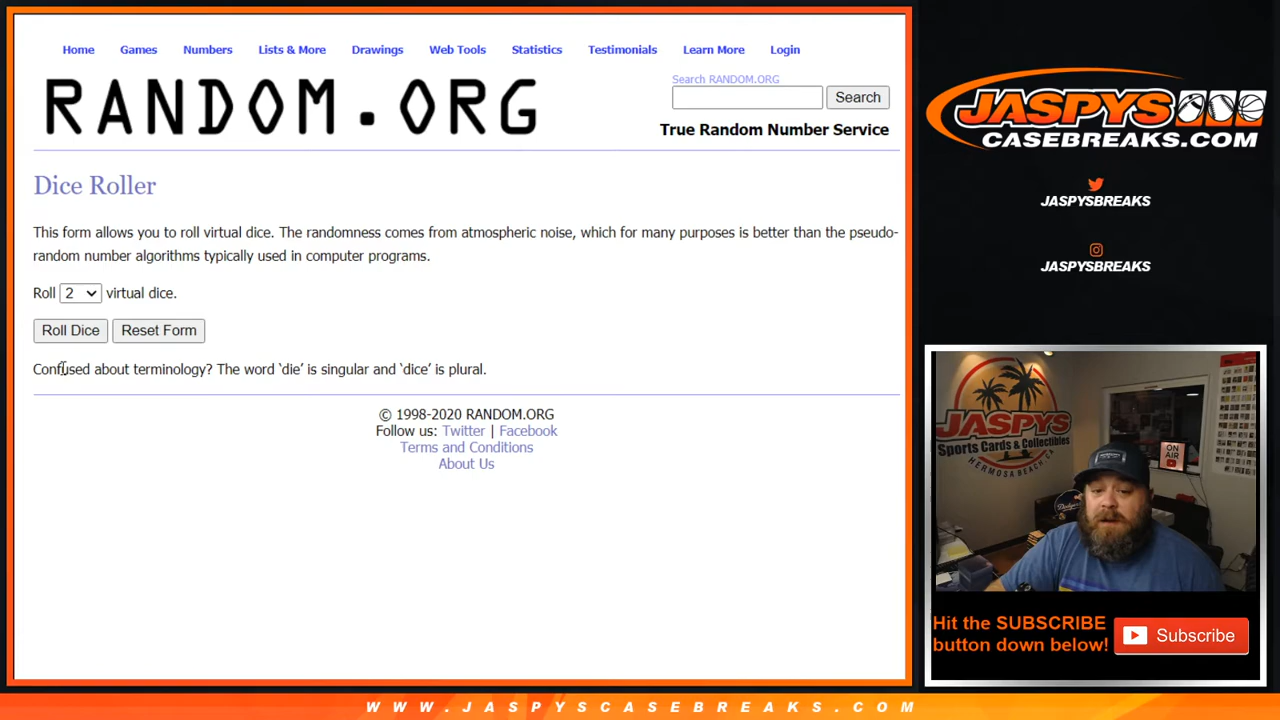 Home Games Numbers Lists & More Drawings Web Tools Statistics Testimonials Learn More Login
RANDOM.ORG
Search RANDOM.ORG
Search
True Random Number Service
Dice Roller
This form allows you to roll virtual dice. The randomness comes from atmospheric noise, which for many purposes is better than the pseudo-
random number algorithms typically used in computer programs.
Roll 2 virtual dice.
Roll Dice Reset Form
Confused about terminology? The word ‘die’ is singular and ‘dice’ is plural.
© 1998-2020 RANDOM.ORG
Follow us: Twitter | Facebook
Terms and Conditions
About Us
JASPYS
CASEBREAKS.COM
JASPYSBREAKS
JASPYSBREAKS
JASPYS
Sports Cards & Collectibles
HERMOSA BEACH, CA
ON
AIR
Dodgers
Hit the SUBSCRIBE
button down below!
Subscribe
WWW.JASPYSCASEBREAKS.COM